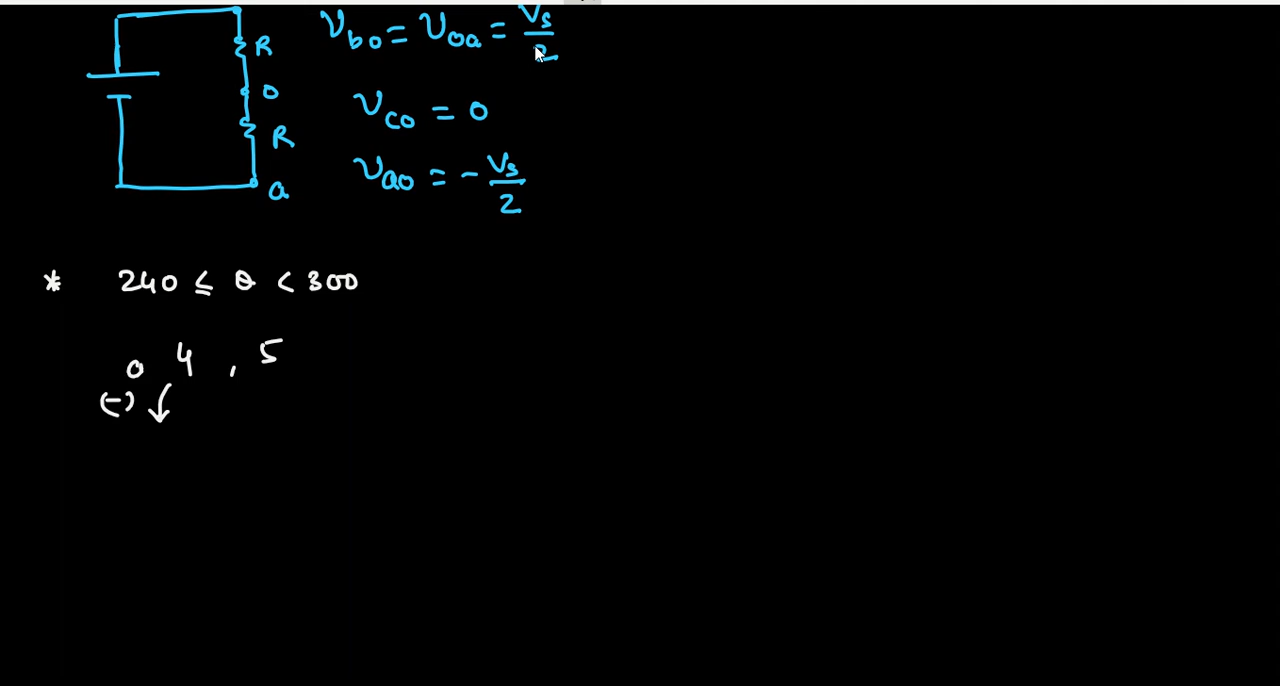 R
o
R
a
V_bo = V_oa = V_s/2
V_co = 0
V_ao = - V_s/2
* 240 ≤ θ < 300
o 4 , 5
(-) ↓